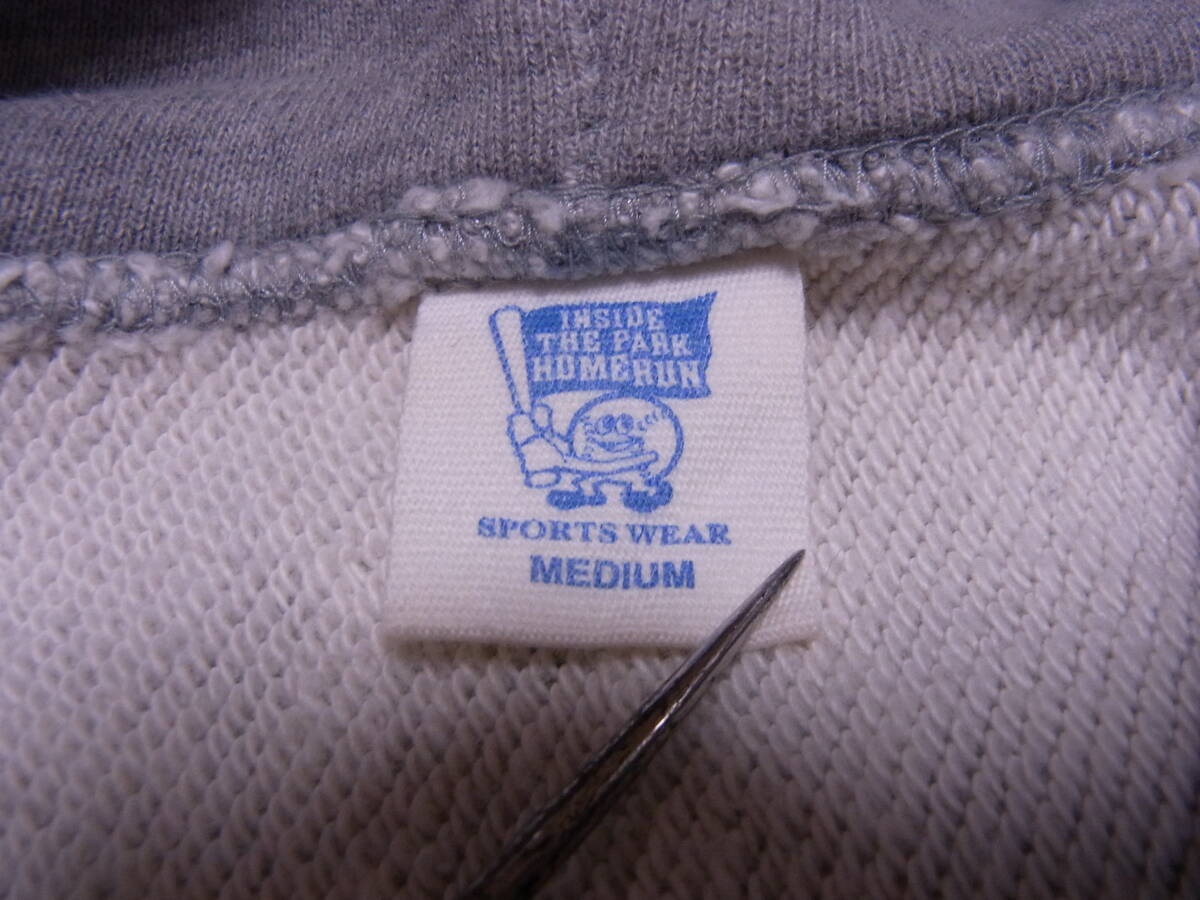 INSIDE
THE PARK
HOMERUN
SPORTS WEAR
MEDIUM